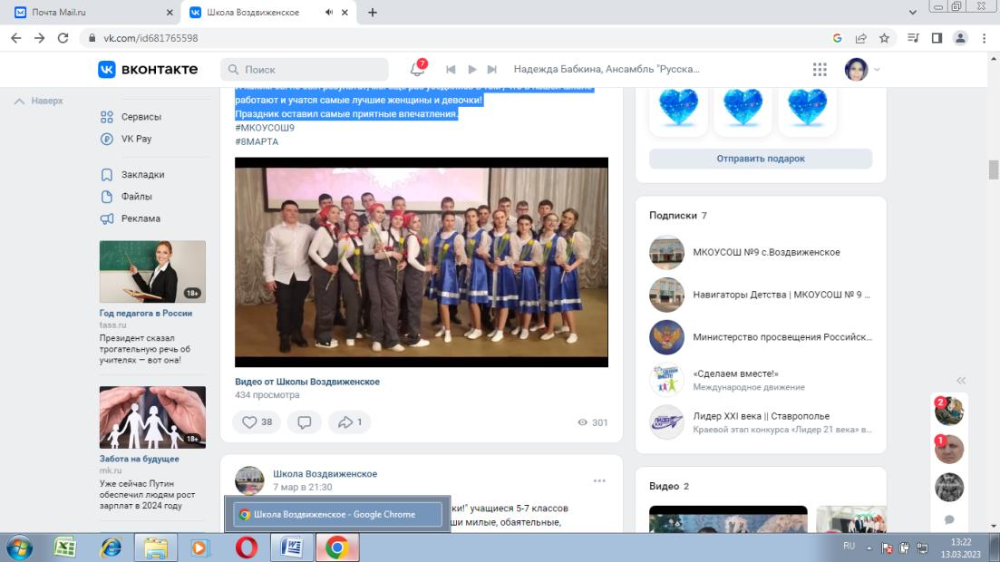 Почта Mail.ru
Школа Воздвиженское
vk.com/id681765598
ВКОНТАКТЕ
Поиск
7
Надежда Бабкина, Ансамбль "Русска...
Наверх
Сервисы
VK Pay
Закладки
Файлы
Реклама
18+
Год педагога в России
tass.ru
Президент сказал
трогательную речь об
учителях — вот она!
18+
Забота на будущее
mk.ru
Уже сейчас Путин
обеспечил людям рост
зарплат в 2024 году
работают и учатся самые лучшие женщины и девочки!
Праздник оставил самые приятные впечатления.
#МКОУСОШ9
#8МАРТА
Видео от Школы Воздвиженское
434 просмотра
38
1
301
Школа Воздвиженское
7 мар в 21:30
ки!" учащиеся 5-7 классов
ши милые, обаятельные,
Школа Воздвиженское - Google Chrome
Отправить подарок
Подписки 7
МКОУСОШ №9 с.Воздвиженское
Навигаторы Детства | МКОУСОШ № 9 ...
Министерство просвещения Российск...
«Сделаем вместе!»
Международное движение
Лидер XXI века || Ставрополье
Краевой этап конкурса «Лидер 21 века» в...
Видео 2
2
1
RU
13:22
13.03.2023